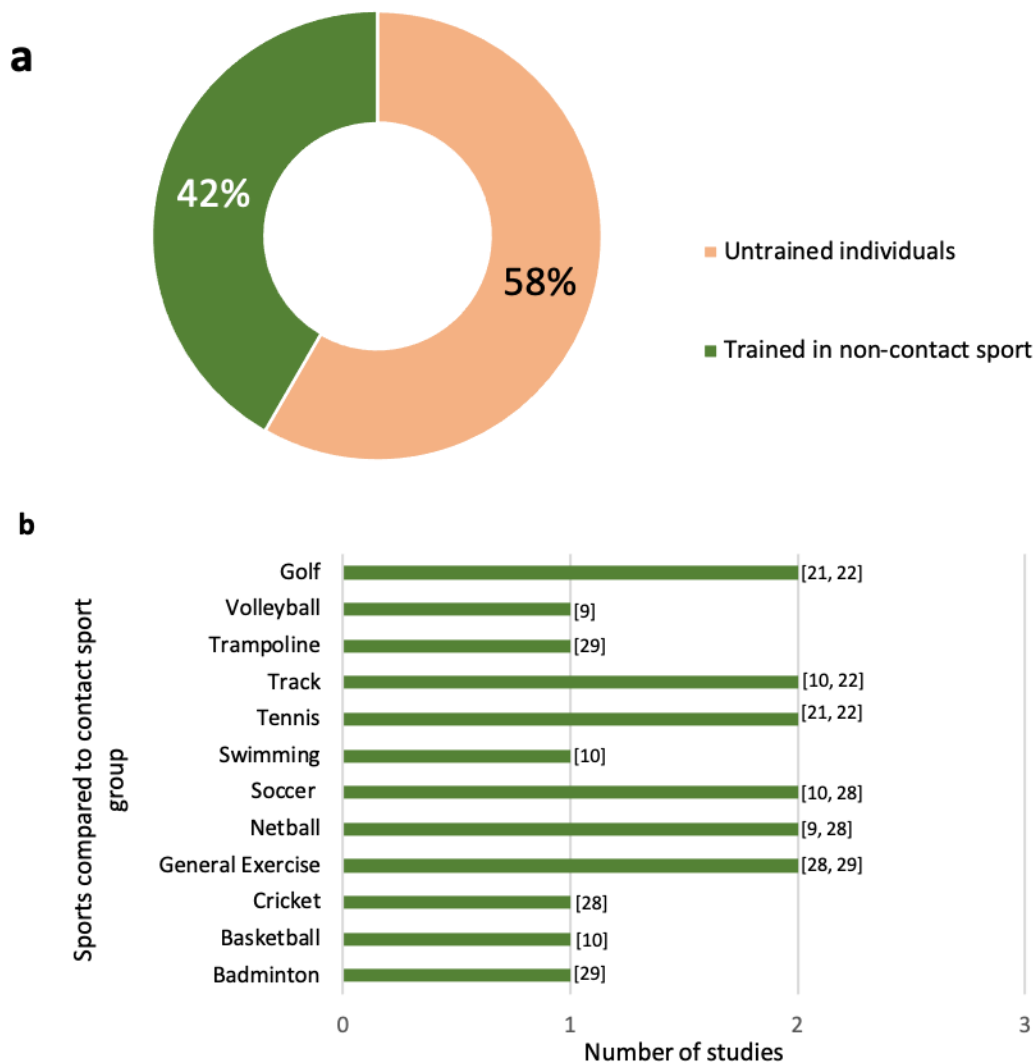 a
42%
58%
Untrained individuals
Trained in non-contact sport
b
Sports compared to contact sport
group
Golf
[21, 22]
Volleyball
[9]
Trampoline
[29]
Track
[10, 22]
Tennis
[21, 22]
Swimming
[10]
Soccer
[10, 28]
Netball
[9, 28]
General Exercise
[28, 29]
Cricket
[28]
Basketball
[10]
Badminton
[29]
0
1
2
3
Number of studies